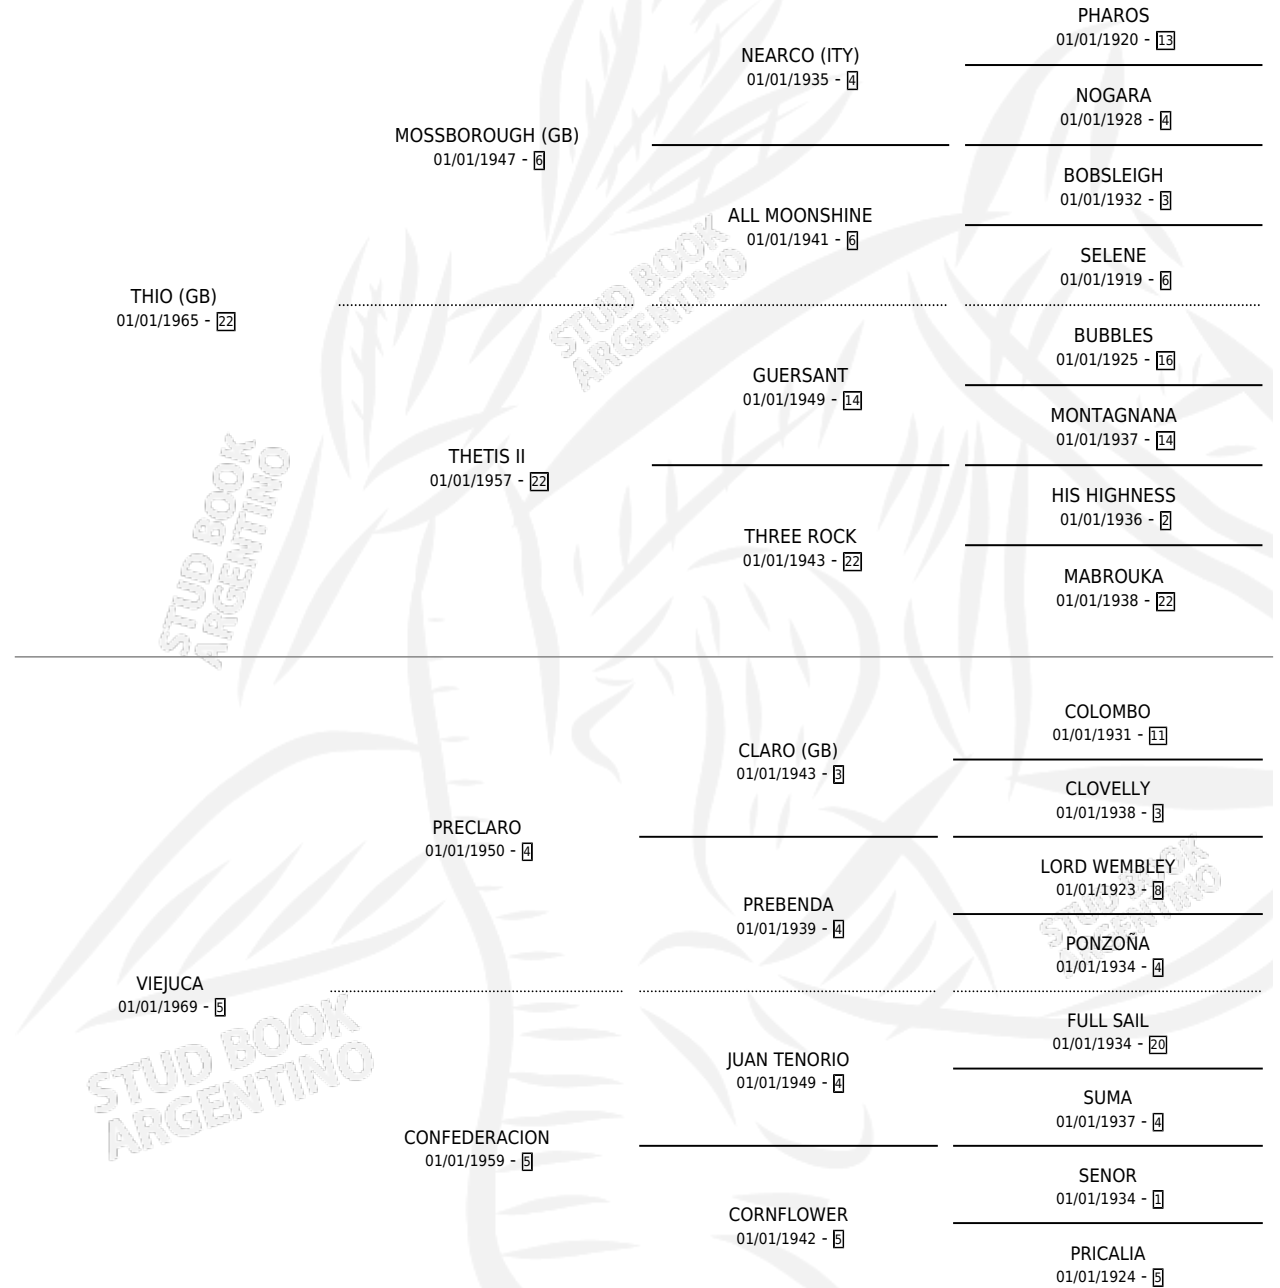 PHAROS
01/01/1920 - 13
NEARCO (ITY)
01/01/1935 - 4
NOGARA
01/01/1928 - 4
MOSSBOROUGH (GB)
01/01/1947 - 6
BOBSLEIGH
01/01/1932 - 3
ALL MOONSHINE
01/01/1941 - 6
SELENE
01/01/1919 - 6
THIO (GB)
01/01/1965 - 22
BUBBLES
01/01/1925 - 16
GUERSANT
01/01/1949 - 14
MONTAGNANA
01/01/1937 - 14
THETIS II
01/01/1957 - 22
HIS HIGHNESS
01/01/1936 - 2
THREE ROCK
01/01/1943 - 22
MABROUKA
01/01/1938 - 22
COLOMBO
01/01/1931 - 11
CLARO (GB)
01/01/1943 - 3
CLOVELLY
01/01/1938 - 3
PRECLARO
01/01/1950 - 4
LORD WEMBLEY
01/01/1923 - 8
PREBENDA
01/01/1939 - 4
PONZOÑA
01/01/1934 - 4
VIEJUCA
01/01/1969 - 5
FULL SAIL
01/01/1934 - 20
JUAN TENORIO
01/01/1949 - 4
SUMA
01/01/1937 - 4
CONFEDERACION
01/01/1959 - 5
SENOR
01/01/1934 - 1
CORNFLOWER
01/01/1942 - 5
PRICALIA
01/01/1924 - 5
STUD BOOK
ARGENTINO
STUD BOOK
ARGENTINO
STUD BOOK
ARGENTINO
STUD BOOK
ARGENTINO